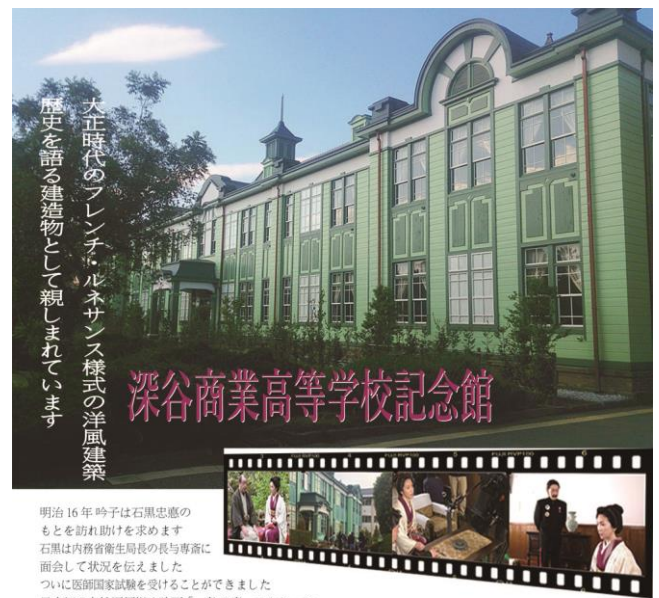 大正時代のフレンチ・ルネサンス様式の洋風建築
歴史を語る建造物として親しまれています
深谷商業高等学校記念館
FUJI RVP100
5
FUJI RVP100
6
明治16年 吟子は石黒忠悳の
もとを訪れ助けを求めます
石黒は内務省衛生局長の長与専斎に
面会して状況を伝えました
ついに医師国家試験を受けることができました